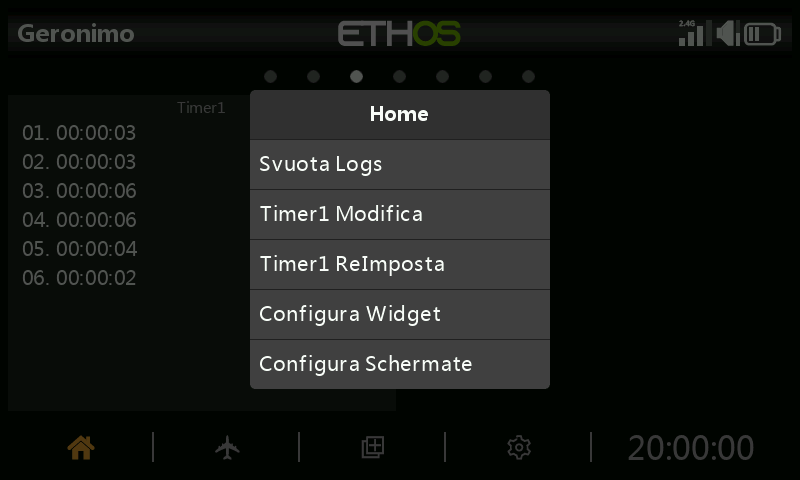 Geronimo
ETHOS
2.4G
Timer1
01. 00:00:03
02. 00:00:03
03. 00:00:06
04. 00:00:06
05. 00:00:04
06. 00:00:02
Home
Svuota Logs
Timer1 Modifica
Timer1 ReImposta
Configura Widget
Configura Schermate
20:00:00